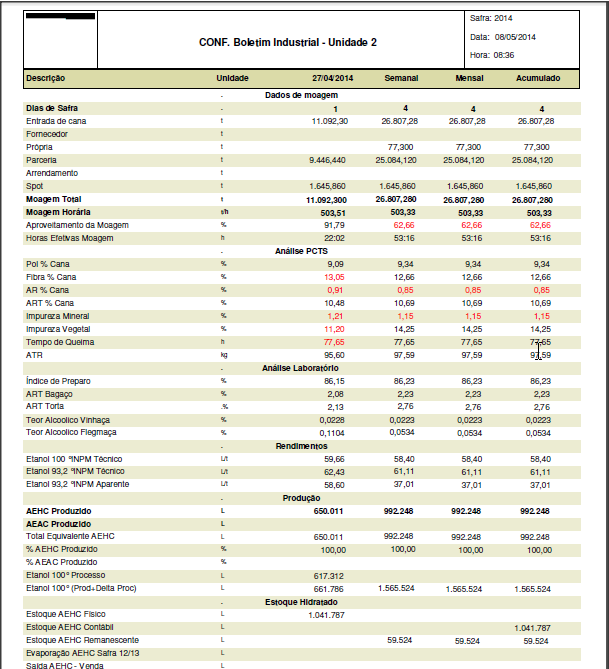 Safra: 2014
CONF. Boletim Industrial - Unidade 2
Data: 08/05/2014
Hora: 08:36
Descrição Unidade 27/04/2014 Semanal Mensal Acumulado
- Dados de moagem
Dias de Safra - 1 4 4 4
Entrada de cana t 11.092,30 26.807,28 26.807,28 26.807,28
Fornecedor t
Própria t 77,300 77,300 77,300
Parceria t 9.446,440 25.084,120 25.084,120 25.084,120
Arrendamento t
Spot t 1.645,860 1.645,860 1.645,860 1.645,860
Moagem Total t 11.092,300 26.807,280 26.807,280 26.807,280
Moagem Horária t/h 503,51 503,33 503,33 503,33
Aproveitamento da Moagem % 91,79 62,66 62,66 62,66
Horas Efetivas Moagem h 22:02 53:16 53:16 53:16
- Análise PCTS
Pol % Cana % 9,09 9,34 9,34 9,34
Fibra % Cana % 13,05 12,66 12,66 12,66
AR % Cana % 0,91 0,85 0,85 0,85
ART % Cana % 10,48 10,69 10,69 10,69
Impureza Mineral % 1,21 1,15 1,15 1,15
Impureza Vegetal % 11,20 14,25 14,25 14,25
Tempo de Queima h 77,65 77,65 77,65 77,65
ATR kg 95,60 97,59 97,59 97,59
- Análise Laboratório
Índice de Preparo % 86,15 86,23 86,23 86,23
ART Bagaço % 2,08 2,23 2,23 2,23
ART Torta .% 2,13 2,76 2,76 2,76
Teor Alcoolico Vinhaça % 0,0228 0,0223 0,0223 0,0223
Teor Alcoolico Flegmaça % 0,1104 0,0534 0,0534 0,0534
- Rendimentos
Etanol 100 ºINPM Técnico L/t 59,66 58,40 58,40 58,40
Etanol 93,2 ºINPM Técnico L/t 62,43 61,11 61,11 61,11
Etanol 93,2 ºINPM Aparente L/t 58,60 37,01 37,01 37,01
- Produção
AEHC Produzido L 650.011 992.248 992.248 992.248
AEAC Produzido L
Total Equivalente AEHC L 650.011 992.248 992.248 992.248
% AEHC Produzido % 100,00 100,00 100,00 100,00
% AEAC Produzido %
Etanol 100º Processo L 617.312
Etanol 100º (Prod+Delta Proc) L 661.786 1.565.524 1.565.524 1.565.524
- Estoque Hidratado
Estoque AEHC Físico L 1.041.787
Estoque AEHC Contábil L 1.041.787
Estoque AEHC Remanescente L 59.524 59.524 59.524
Evaporação AEHC Safra 12/13 L
Saída AEHC - Venda L